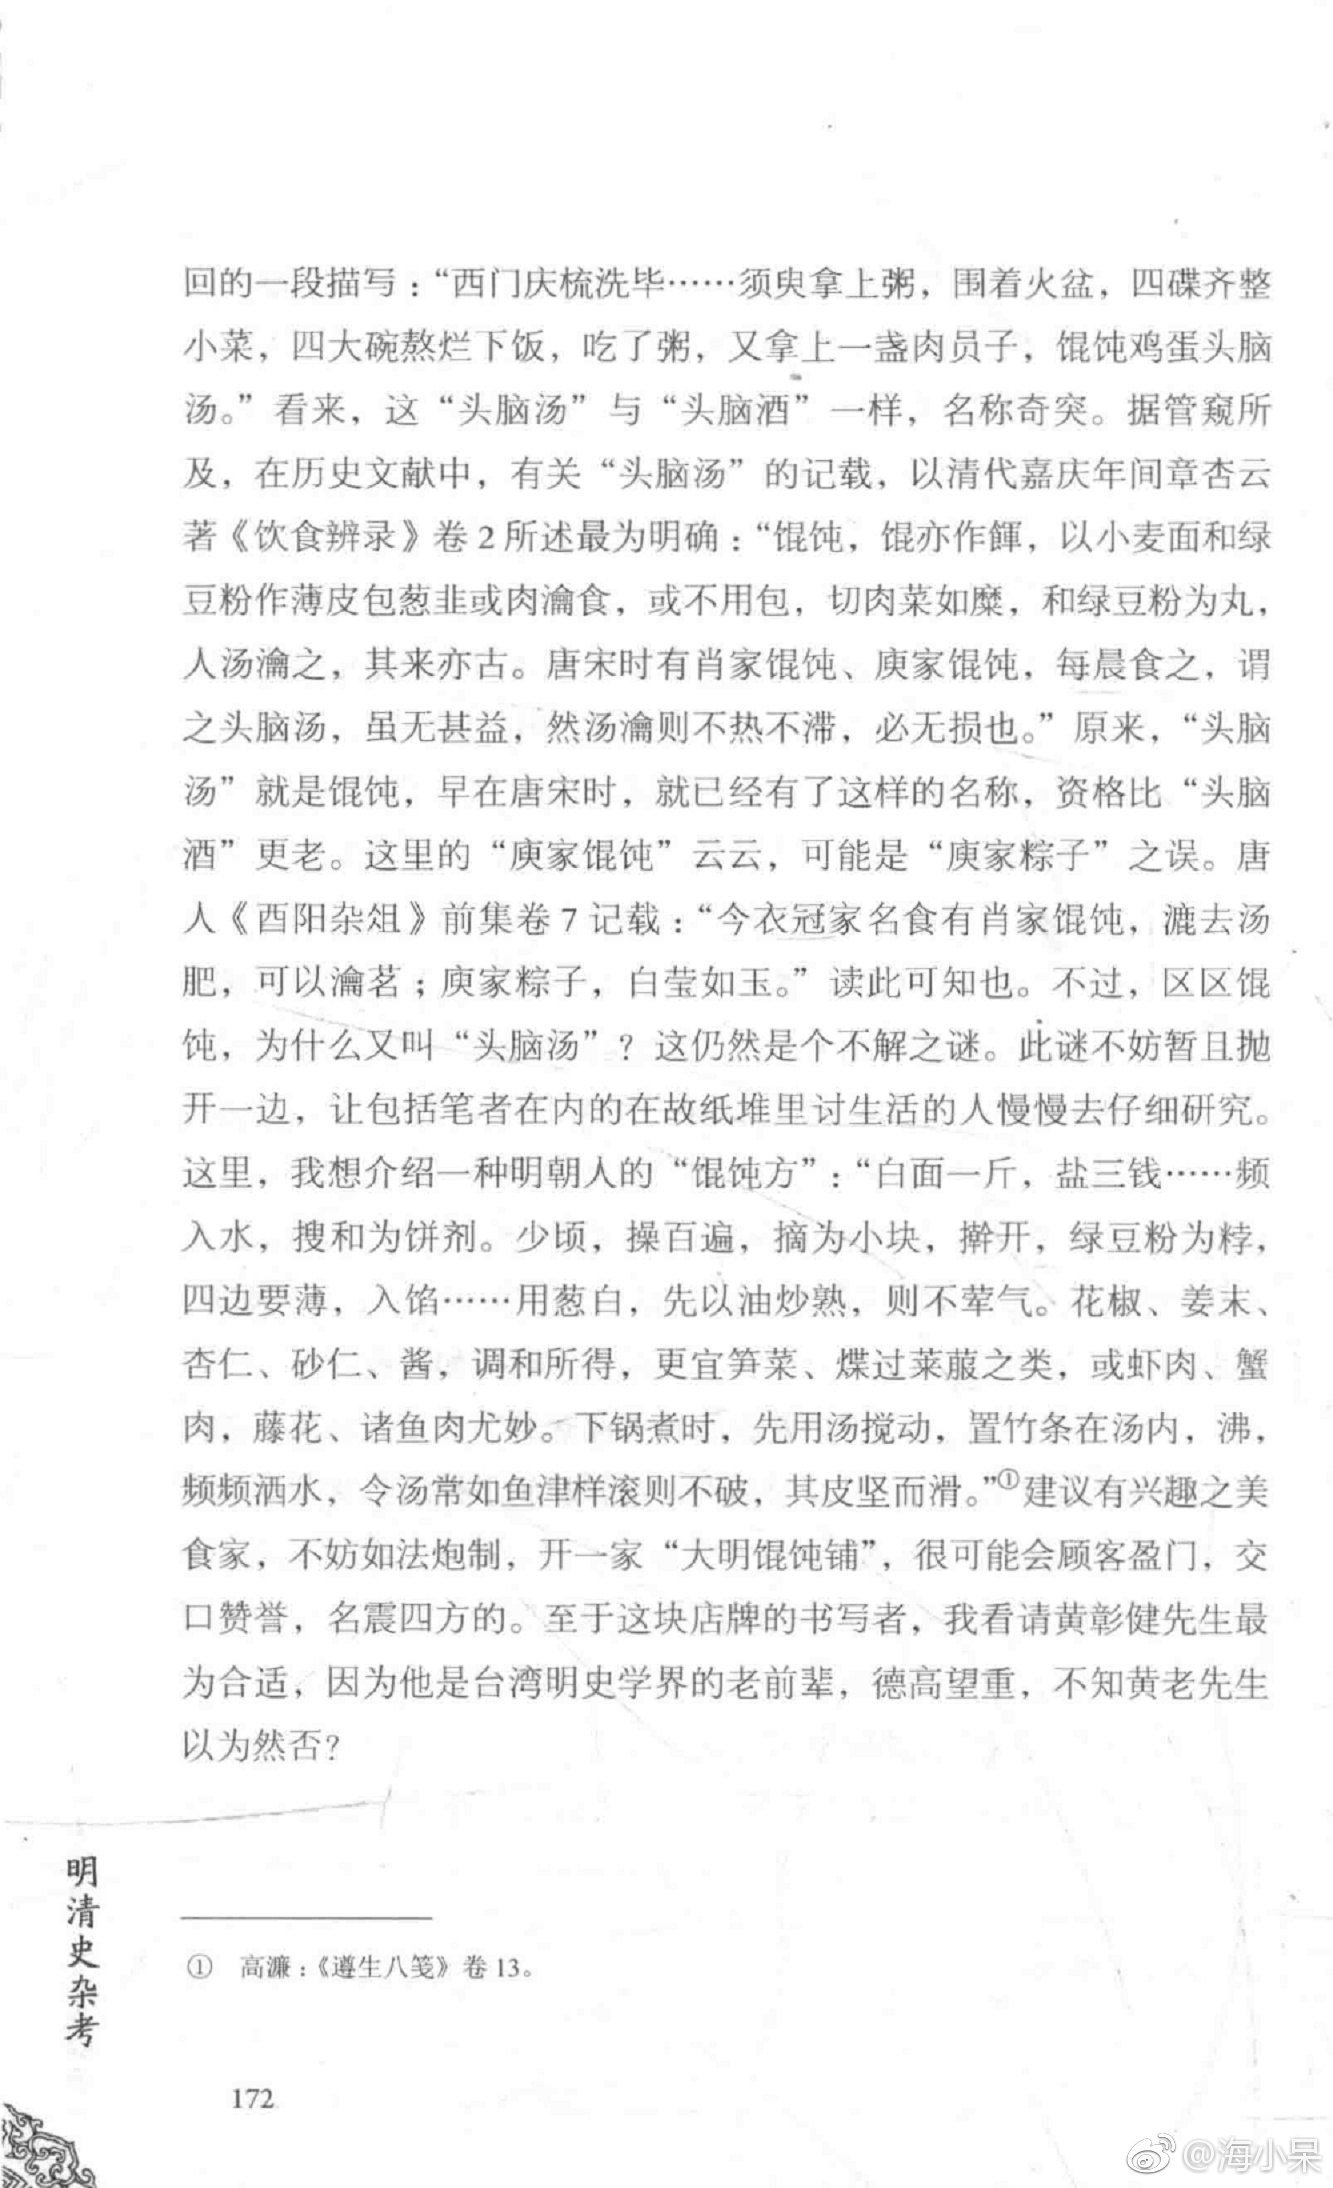 回的一段描写：“西门庆梳洗毕……须臾拿上粥，围着火盆，四碟齐整
小菜，四大碗熬烂下饭，吃了粥，又拿上一盏肉员子，馄饨鸡蛋头脑
汤。”看来，这“头脑汤”与“头脑酒”一样，名称奇突。据管窥所
及，在历史文献中，有关“头脑汤”的记载，以清代嘉庆年间章杏云
著《饮食辨录》卷2所述最为明确：“馄饨，馄亦作餫，以小麦面和绿
豆粉作薄皮包葱韭或肉瀹食，或不用包，切肉菜如糜，和绿豆粉为丸，
人汤瀹之，其来亦古。唐宋时有肖家馄饨、庾家馄饨，每晨食之，谓
之头脑汤，虽无甚益，然汤瀹则不热不滞，必无损也。”原来，“头脑
汤”就是馄饨，早在唐宋时，就已经有了这样的名称，资格比“头脑
酒”更老。这里的“庾家馄饨”云云，可能是“庾家粽子”之误。唐
人《酉阳杂俎》前集卷7记载：“今衣冠家名食有肖家馄饨，漉去汤
肥，可以瀹茗；庾家粽子，白莹如玉。”读此可知也。不过，区区馄
饨，为什么又叫“头脑汤”？这仍然是个不解之谜。此谜不妨暂且抛
开一边，让包括笔者在内的在故纸堆里讨生活的人慢慢去仔细研究。
这里，我想介绍一种明朝人的“馄饨方”：“白面一斤，盐三钱……频
入水，搜和为饼剂。少顷，操百遍，摘为小块，擀开，绿豆粉为𥹭，
四边要薄，入馅……用葱白，先以油炒熟，则不荤气。花椒、姜末、
杏仁、砂仁、酱，调和所得，更宜笋菜、煠过莱菔之类，或虾肉、蟹
肉，藤花、诸鱼肉尤妙。下锅煮时，先用汤搅动，置竹条在汤内，沸，
频频洒水，令汤常如鱼津样滚则不破，其皮坚而滑。”①建议有兴趣之美
食家，不妨如法炮制，开一家“大明馄饨铺”，很可能会顾客盈门，交
口赞誉，名震四方的。至于这块店牌的书写者，我看请黄彰健先生最
为合适，因为他是台湾明史学界的老前辈，德高望重，不知黄老先生
以为然否？
明清史杂考
① 高濂：《遵生八笺》卷13。
172
@海小呆